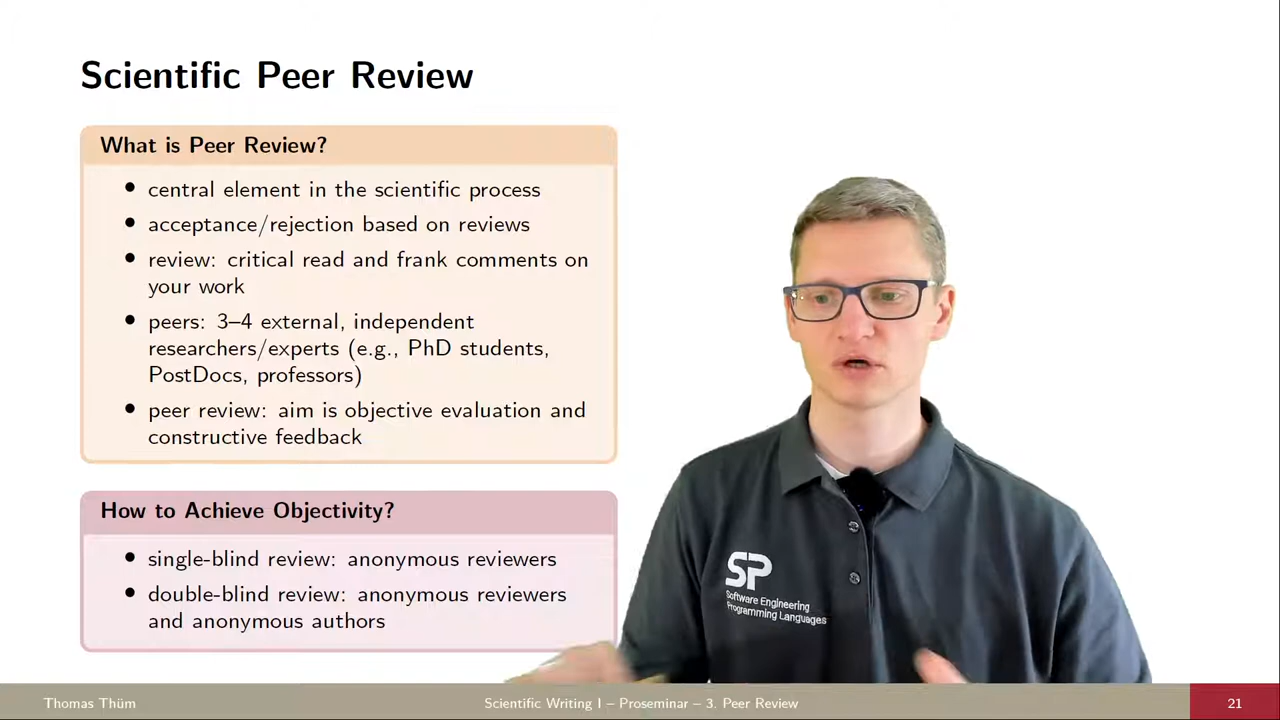 Scientific Peer Review
What is Peer Review?
• central element in the scientific process
• acceptance/rejection based on reviews
• review: critical read and frank comments on
your work
• peers: 3–4 external, independent
researchers/experts (e.g., PhD students,
PostDocs, professors)
• peer review: aim is objective evaluation and
constructive feedback
How to Achieve Objectivity?
• single-blind review: anonymous reviewers
• double-blind review: anonymous reviewers
and anonymous authors
SP
Software Engineering
Programming Languages
Thomas Thüm
Scientific Writing I – Proseminar – 3. Peer Review
21